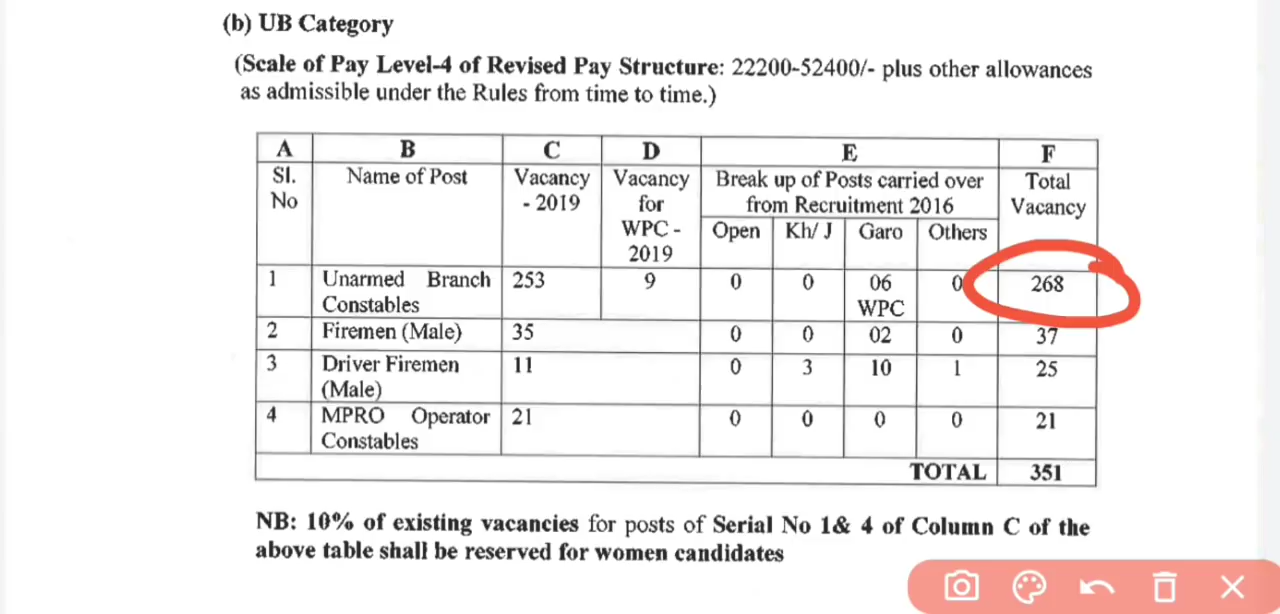 (b) UB Category
(Scale of Pay Level-4 of Revised Pay Structure: 22200-52400/- plus other allowances
as admissible under the Rules from time to time.)
A B C D E F
Sl. No Name of Post Vacancy - 2019 Vacancy for WPC - 2019 Break up of Posts carried over from Recruitment 2016 Total Vacancy
Open Kh/ J Garo Others
1 Unarmed Branch Constables 253 9 0 0 06 WPC 0 268
2 Firemen (Male) 35 0 0 02 0 37
3 Driver Firemen (Male) 11 0 3 10 1 25
4 MPRO Operator Constables 21 0 0 0 0 21
TOTAL 351
NB: 10% of existing vacancies for posts of Serial No 1& 4 of Column C of the
above table shall be reserved for women candidates